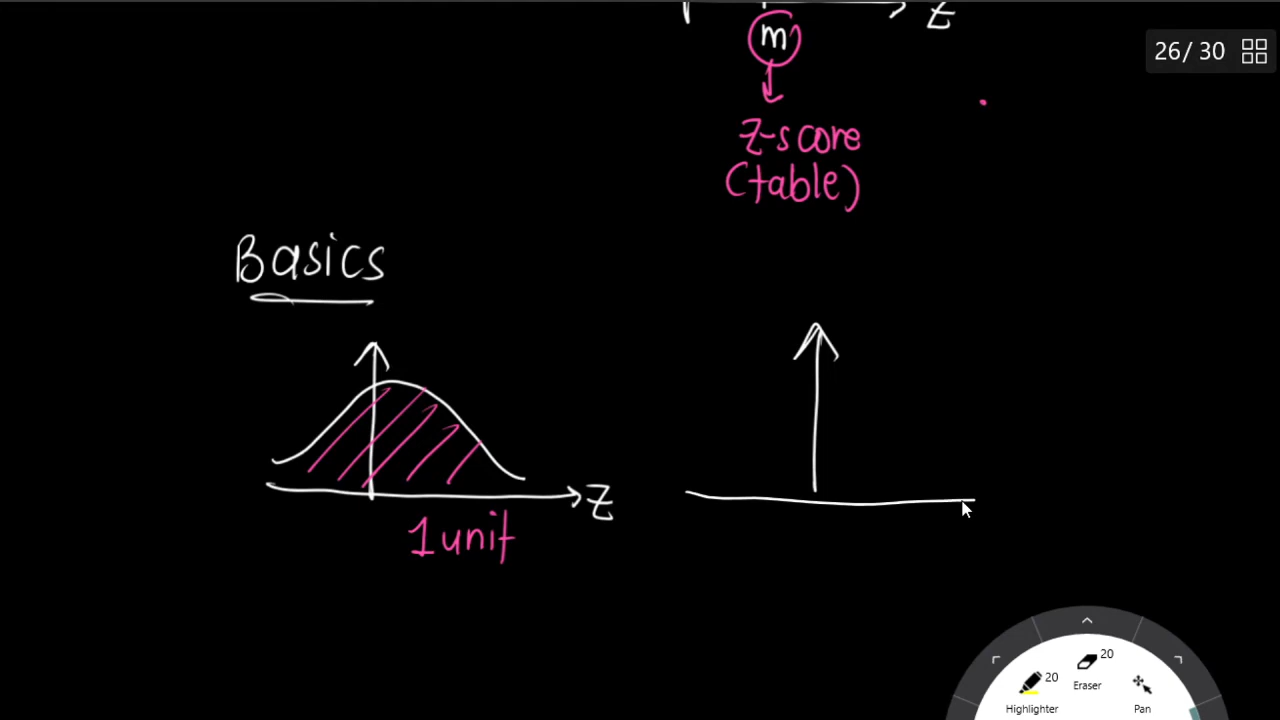 Z
26/ 30
m
Z-score
(table)
Basics
Z
1 unit
20
Eraser
20
Highlighter
Pan